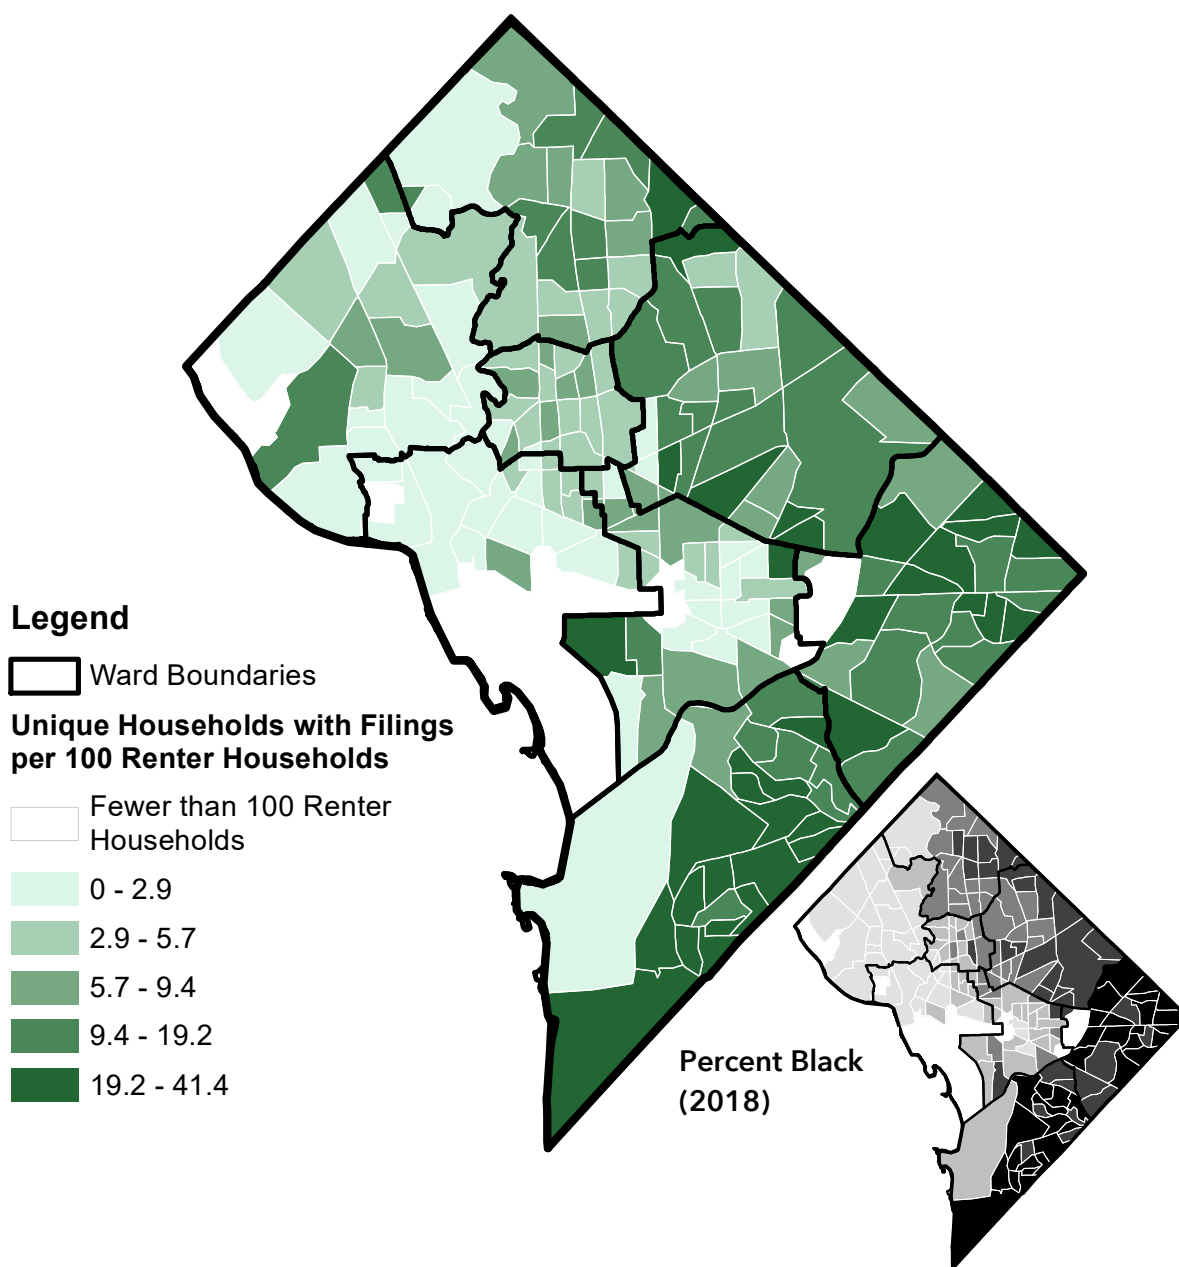 Legend
Ward Boundaries
Unique Households with Filings
per 100 Renter Households
Fewer than 100 Renter
Households
0 - 2.9
2.9 - 5.7
5.7 - 9.4
9.4 - 19.2
19.2 - 41.4
Percent Black
(2018)